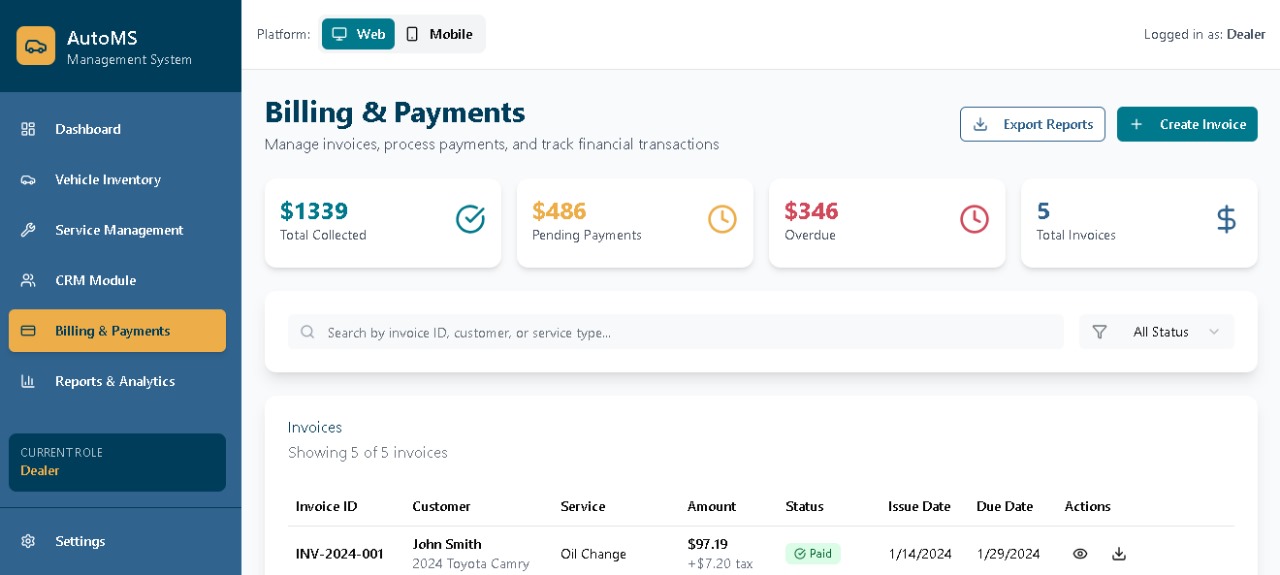 AutoMS
Management System
Dashboard
Vehicle Inventory
Service Management
CRM Module
Billing & Payments
Reports & Analytics
CURRENT ROLE
Dealer
Settings
Platform: Web Mobile
Logged in as: Dealer
Billing & Payments
Manage invoices, process payments, and track financial transactions
Export Reports
Create Invoice
$1339
Total Collected
$486
Pending Payments
$346
Overdue
5
Total Invoices
Search by invoice ID, customer, or service type...
All Status
Invoices
Showing 5 of 5 invoices
Invoice ID Customer Service Amount Status Issue Date Due Date Actions
INV-2024-001 John Smith Oil Change $97.19 Paid 1/14/2024 1/29/2024
2024 Toyota Camry +$7.20 tax